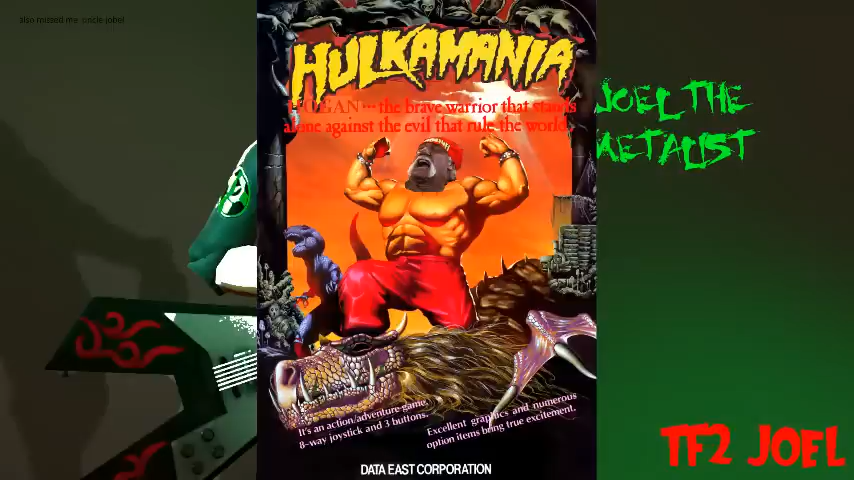 also missed me uncle jobel
HULKAMANIA
HOGAN --- the brave warrior that stands
alone against the evil that rule the world.
JOEL THE
METALIST
It's an action/adventure game,
8-way joystick and 3 buttons.
Excellent graphics and numerous
option items bring true excitement.
DATA EAST CORPORATION
TF2 JOEL